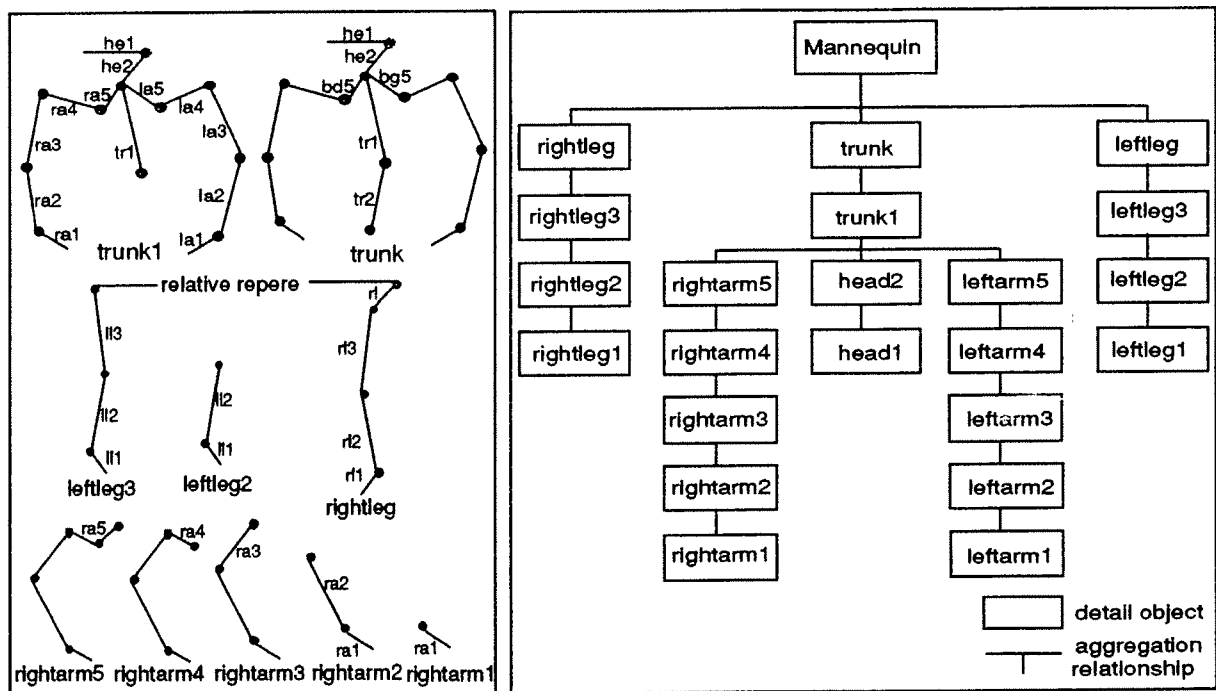 he1
he2
ra5
la5
ra4
la4
ra3
la3
tr1
ra2
la2
ra1
la1
trunk1
he1
he2
bd5
bg5
tr1
tr2
trunk
relative repere
ll3
ll2
ll1
leftleg3
ll2
ll1
leftleg2
rl
rl3
rl2
rl1
rightleg
ra5
rightarm5
ra4
rightarm4
ra3
rightarm3
ra2
ra1
rightarm2
ra1
rightarm1
Mannequin
rightleg
trunk
leftleg
rightleg3
trunk1
leftleg3
rightleg2
rightarm5
head2
leftarm5
leftleg2
rightleg1
rightarm4
head1
leftarm4
leftleg1
rightarm3
leftarm3
rightarm2
leftarm2
rightarm1
leftarm1
detail object
aggregation
relationship